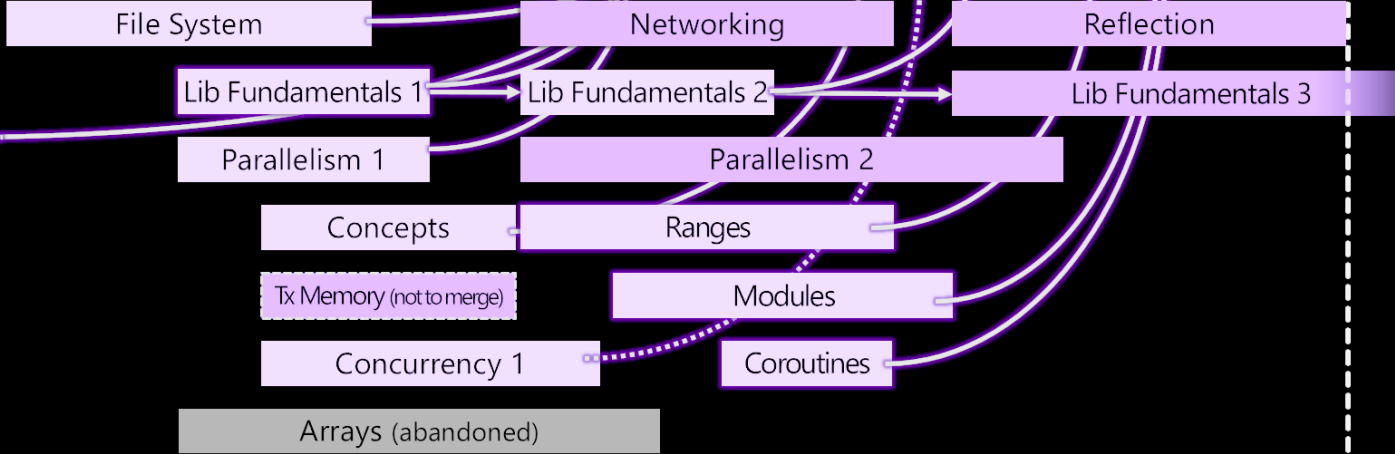 File System
Networking
Reflection
Lib Fundamentals 1
Lib Fundamentals 2
Lib Fundamentals 3
Parallelism 1
Parallelism 2
Concepts
Ranges
Tx Memory (not to merge)
Modules
Concurrency 1
Coroutines
Arrays (abandoned)